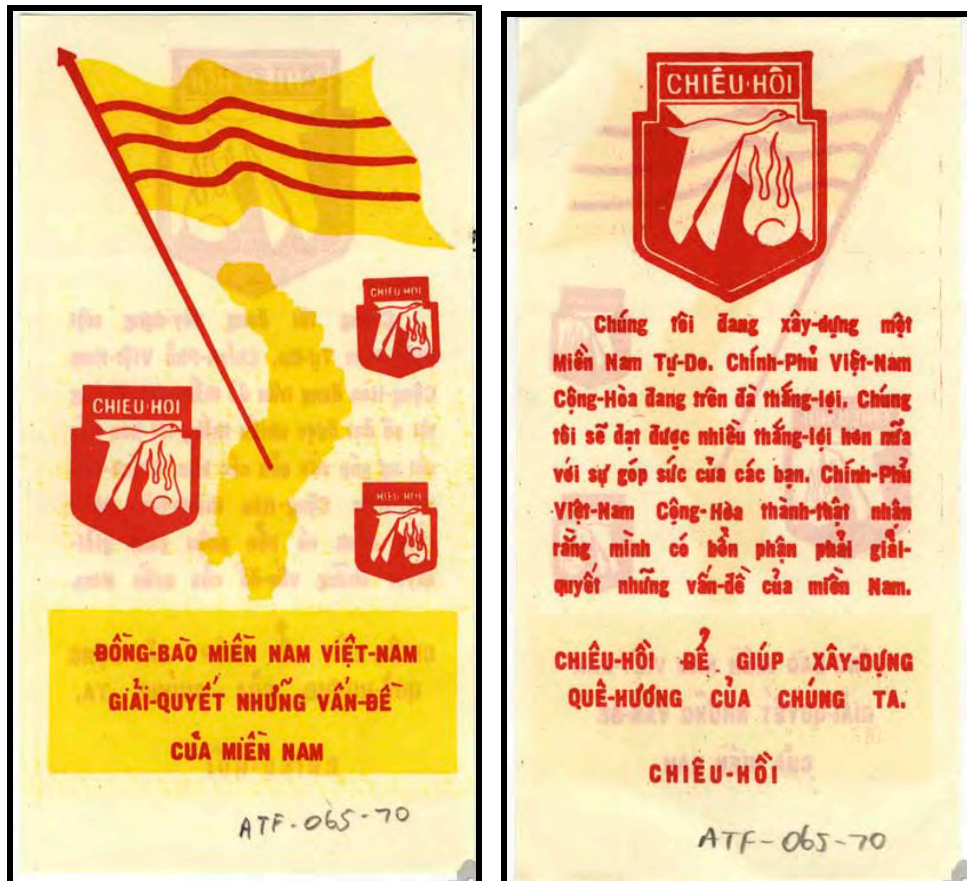 CHIÊU·HỒI
CHIÊU HỒI
CHIEU·HOI
HIEU HOI
ĐỒNG-BÀO MIỀN NAM VIỆT-NAM
GIẢI-QUYẾT NHỮNG VẤN-ĐỀ
CỦA MIỀN NAM
ATF-065-70
CHIÊU·HỒI
Chúng tôi đang xây-dựng một
Miền Nam Tự-Do. Chính-Phủ Việt-Nam
Cộng-Hòa đang trên đà thắng-lợi. Chúng
tôi sẽ đạt được nhiều thắng-lợi hơn nữa
với sự góp sức của các bạn. Chính-Phủ
Việt-Nam Cộng-Hòa thành-thật nhận
rằng mình có bổn phận phải giải-
quyết những vấn-đề của miền Nam.
CHIÊU-HỒI ĐỂ GIÚP XÂY-DỰNG
QUÊ-HƯƠNG CỦA CHÚNG TA.
CHIÊU-HỒI
ATF-065-70